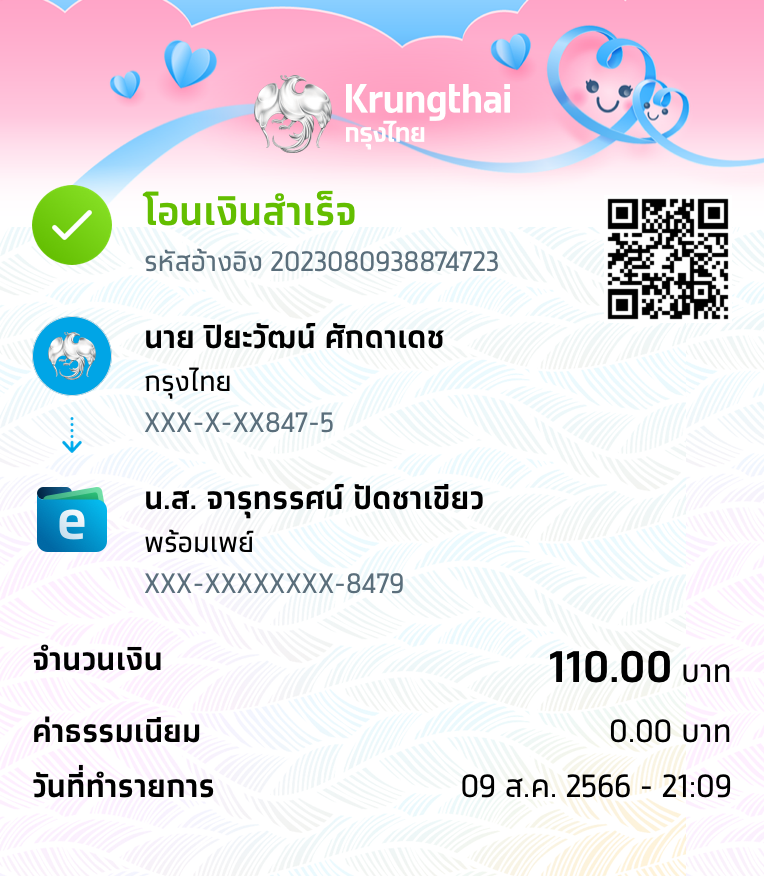 Krungthai
กรุงไทย
โอนเงินสำเร็จ
รหัสอ้างอิง 2023080938874723
นาย ปิยะวัฒน์ ศักดาเดช
กรุงไทย
XXX-X-XX847-5
e
น.ส. จารุทรรศน์ ปัดชาเขียว
พร้อมเพย์
XXX-XXXXXXXX-8479
จำนวนเงิน 110.00 บาท
ค่าธรรมเนียม 0.00 บาท
วันที่ทำรายการ 09 ส.ค. 2566 - 21:09